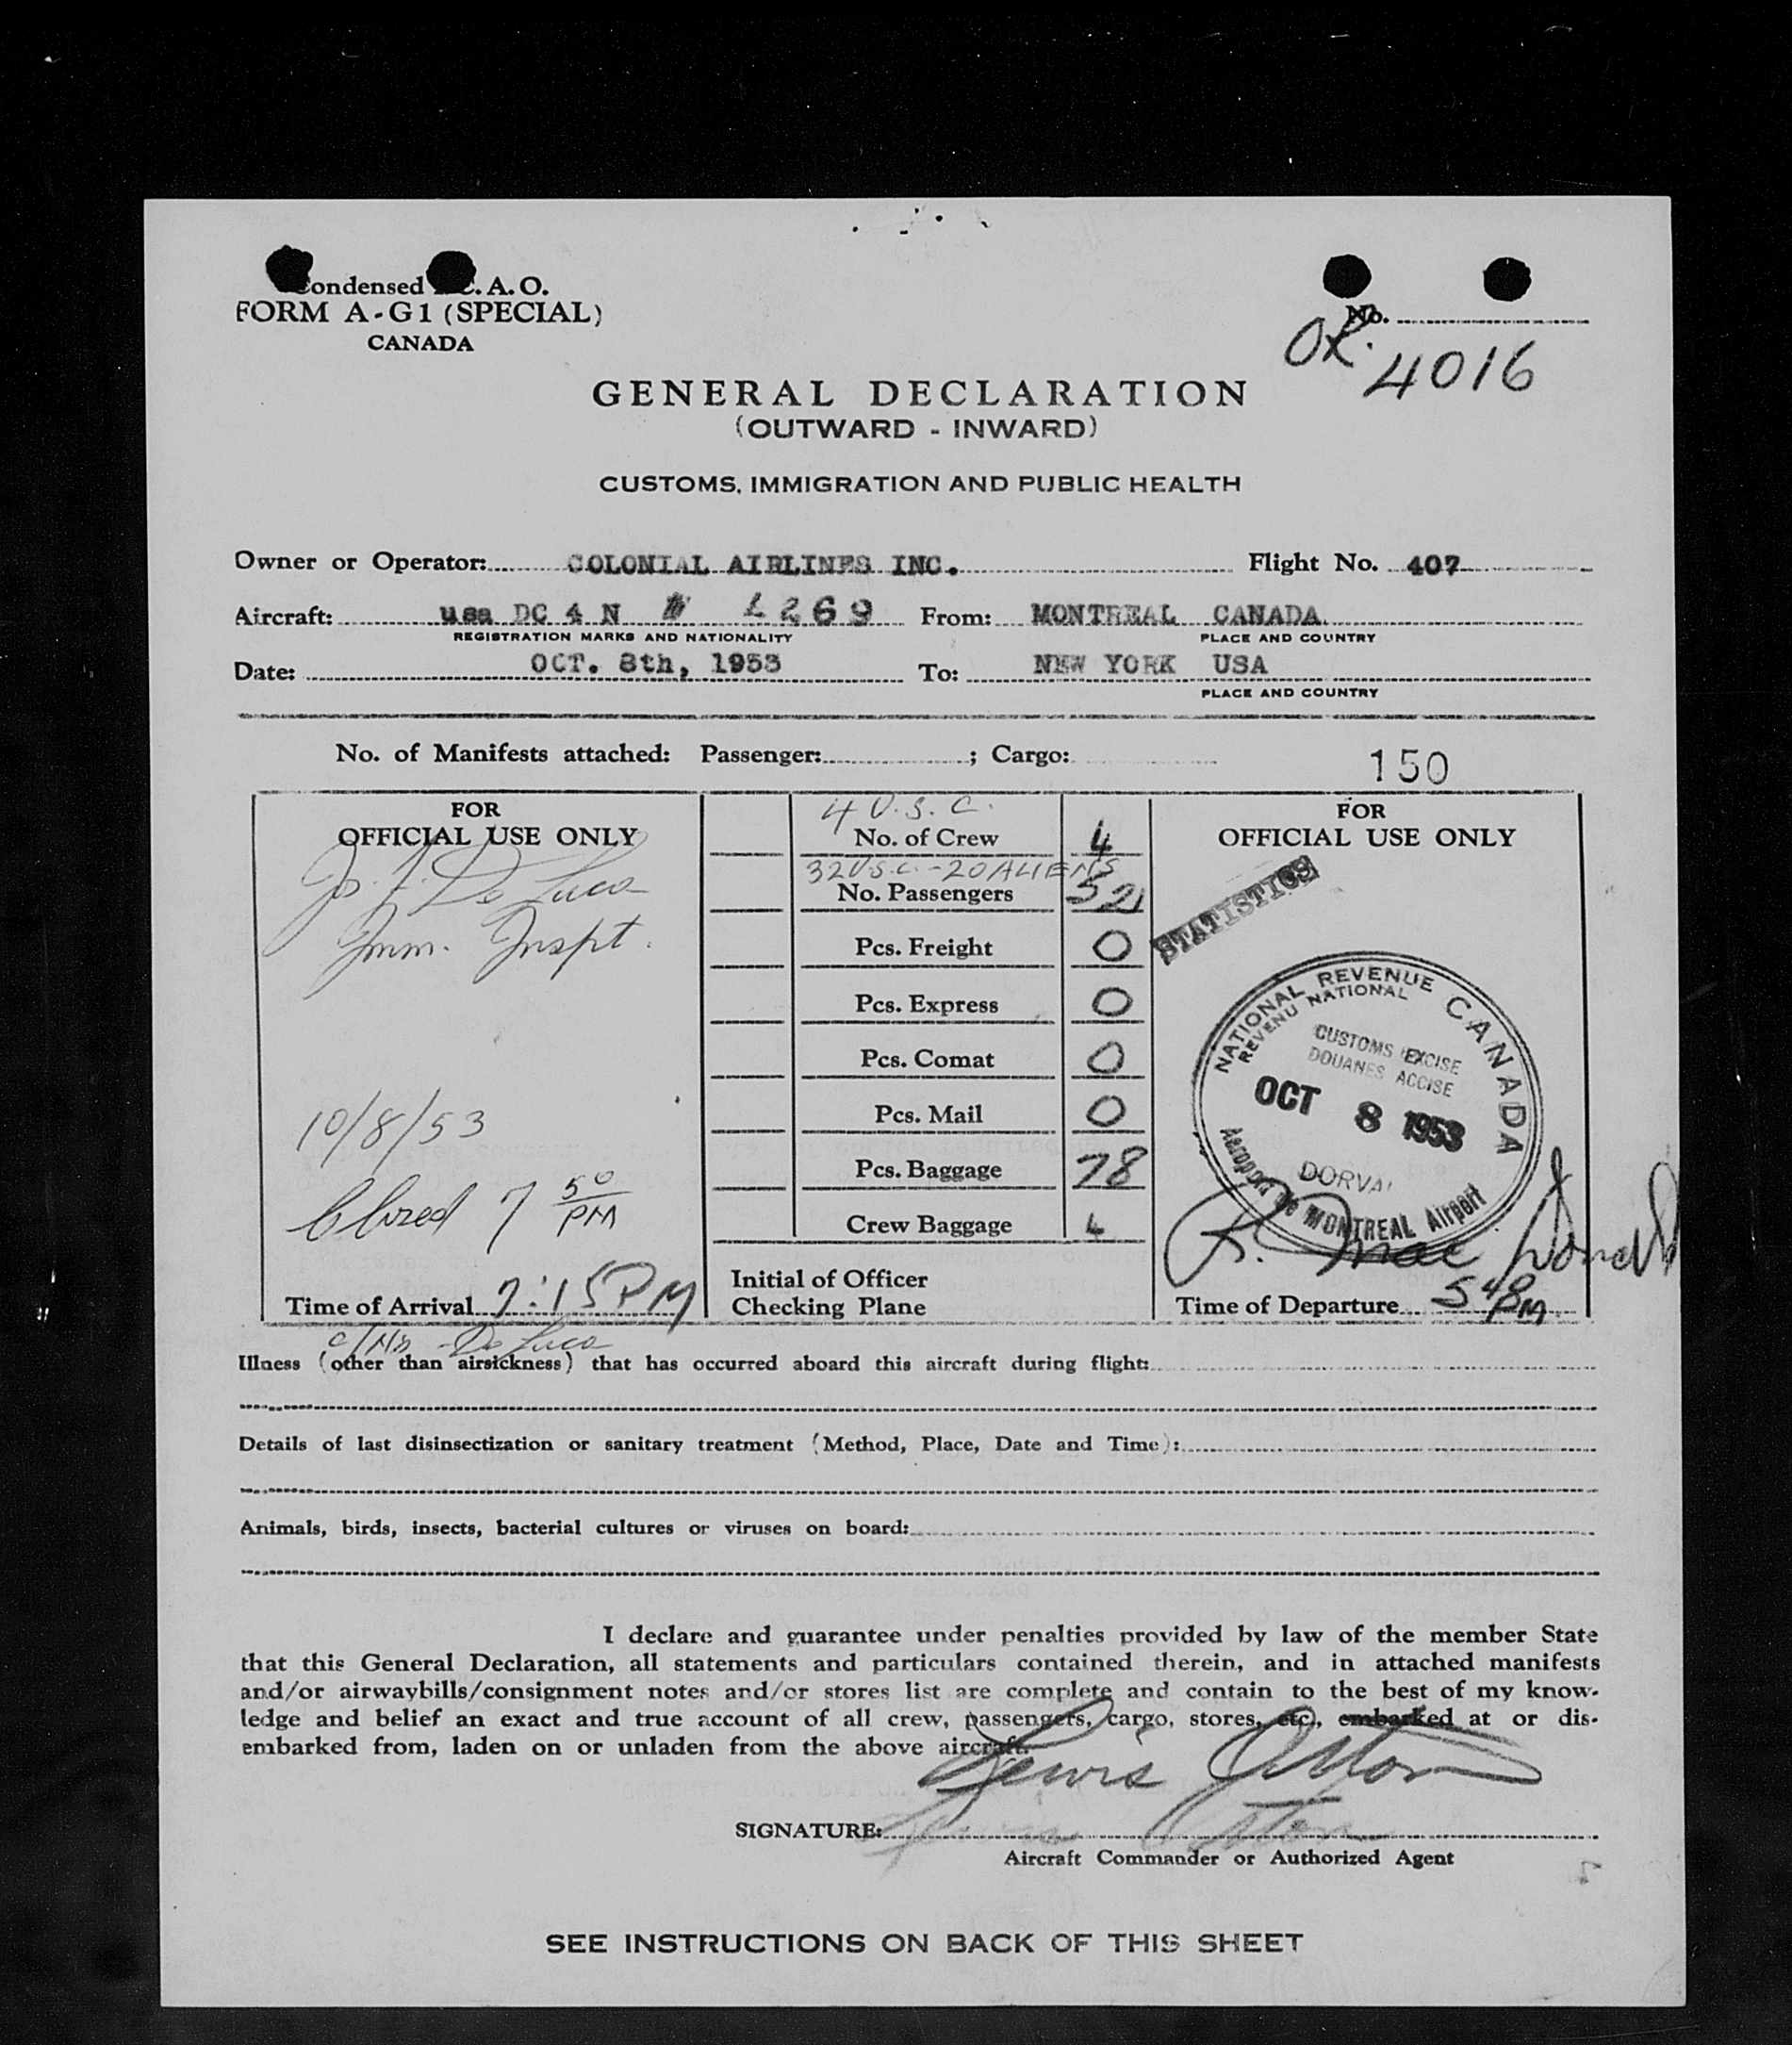 Condensed I.C.A.O.
FORM A-G1 (SPECIAL)
CANADA
No.
OK. 4016
GENERAL DECLARATION
(OUTWARD - INWARD)
CUSTOMS, IMMIGRATION AND PUBLIC HEALTH
Owner or Operator: COLONIAL AIRLINES INC. Flight No. 407
Aircraft: usa DC 4 N # 4269 From: MONTREAL CANADA
REGISTRATION MARKS AND NATIONALITY PLACE AND COUNTRY
Date: OCT. 8th, 1953 To: NEW YORK USA
PLACE AND COUNTRY
No. of Manifests attached: Passenger: ; Cargo: 150
FOR
OFFICIAL USE ONLY
De Luca
Imm. Inspt.
10/8/53
7 50 PM
Time of Arrival 7:15 PM
De Luca
4 U.S.C.
No. of Crew 4
32 U.S.C. - 20 ALIENS
No. Passengers 52
Pcs. Freight 0
Pcs. Express 0
Pcs. Comat 0
Pcs. Mail 0
Pcs. Baggage 78
Crew Baggage 4
Initial of Officer
Checking Plane
FOR
OFFICIAL USE ONLY
STATISTICS
NATIONAL REVENUE CANADA
REVENU NATIONAL
CUSTOMS EXCISE
DOUANES ACCISE
OCT 8 1953
DORVAL
Aeroport de MONTREAL Airport
R. MacDonald
Time of Departure 5 48 PM
Illness (other than airsickness) that has occurred aboard this aircraft during flight:
Details of last disinsectization or sanitary treatment (Method, Place, Date and Time):
Animals, birds, insects, bacterial cultures or viruses on board:
I declare and guarantee under penalties provided by law of the member State
that this General Declaration, all statements and particulars contained therein, and in attached manifests
and/or airwaybills/consignment notes and/or stores list are complete and contain to the best of my know-
ledge and belief an exact and true account of all crew, passengers, cargo, stores, etc., embarked at or dis-
embarked from, laden on or unladen from the above aircraft.
Lewis Oston
SIGNATURE:
Aircraft Commander or Authorized Agent
SEE INSTRUCTIONS ON BACK OF THIS SHEET